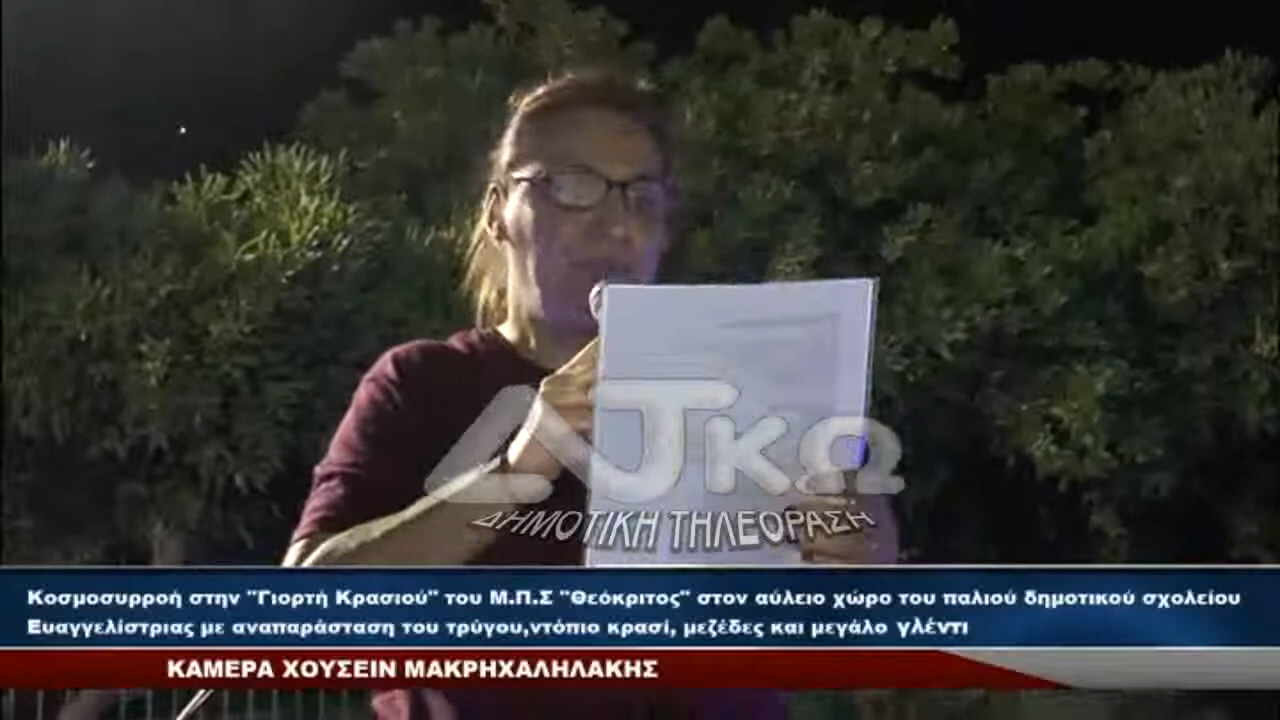 ΔΤΚΩ
ΔΗΜΟΤΙΚΗ ΤΗΛΕΟΡΑΣΗ
Κοσμοσυρροή στην "Γιορτή Κρασιού" του Μ.Π.Σ "Θεόκριτος" στον αύλειο χώρο του παλιού δημοτικού σχολείου
Ευαγγελίστριας με αναπαράσταση του τρύγου,ντόπιο κρασί, μεζέδες και μεγάλο γλέντι
ΚΑΜΕΡΑ ΧΟΥΣΕΙΝ ΜΑΚΡΗΧΑΛΗΛΑΚΗΣ